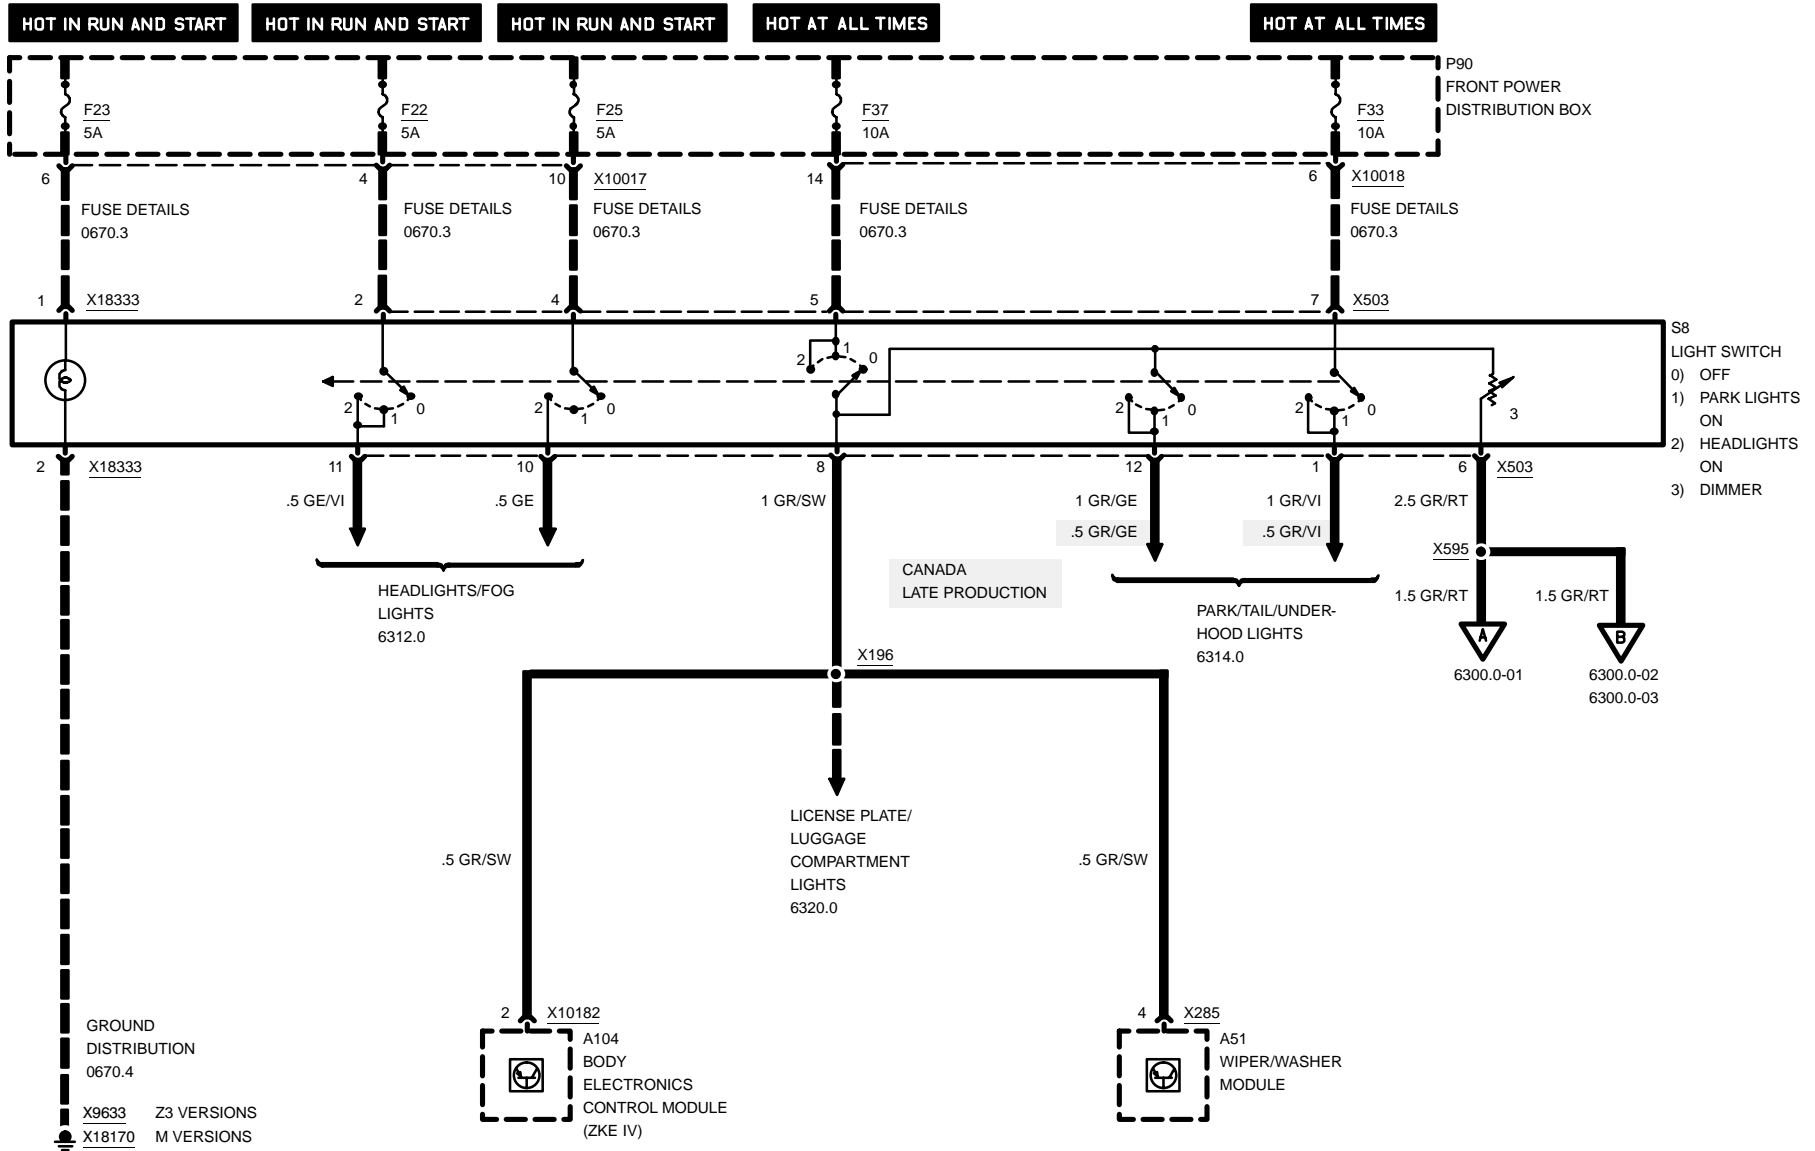 HOT IN RUN AND START
HOT IN RUN AND START
HOT IN RUN AND START
HOT AT ALL TIMES
HOT AT ALL TIMES
P90
FRONT POWER
DISTRIBUTION BOX
F23
5A
F22
5A
F25
5A
F37
10A
F33
10A
6
4
10
X10017
14
6
X10018
FUSE DETAILS
0670.3
FUSE DETAILS
0670.3
FUSE DETAILS
0670.3
FUSE DETAILS
0670.3
FUSE DETAILS
0670.3
1
X18333
2
4
5
7
X503
S8
LIGHT SWITCH
0) OFF
1) PARK LIGHTS
ON
2) HEADLIGHTS
ON
3) DIMMER
2
1
0
2
1
0
2
1
0
2
1
0
2
1
0
3
2
X18333
11
10
8
12
1
6
X503
.5 GE/VI
.5 GE
1 GR/SW
1 GR/GE
.5 GR/GE
1 GR/VI
.5 GR/VI
2.5 GR/RT
X595
1.5 GR/RT
1.5 GR/RT
A
B
6300.0-01
6300.0-02
6300.0-03
HEADLIGHTS/FOG
LIGHTS
6312.0
CANADA
LATE PRODUCTION
PARK/TAIL/UNDER-
HOOD LIGHTS
6314.0
X196
LICENSE PLATE/
LUGGAGE
COMPARTMENT
LIGHTS
6320.0
.5 GR/SW
.5 GR/SW
2
X10182
A104
BODY
ELECTRONICS
CONTROL MODULE
(ZKE IV)
4
X285
A51
WIPER/WASHER
MODULE
GROUND
DISTRIBUTION
0670.4
X9633 Z3 VERSIONS
X18170 M VERSIONS